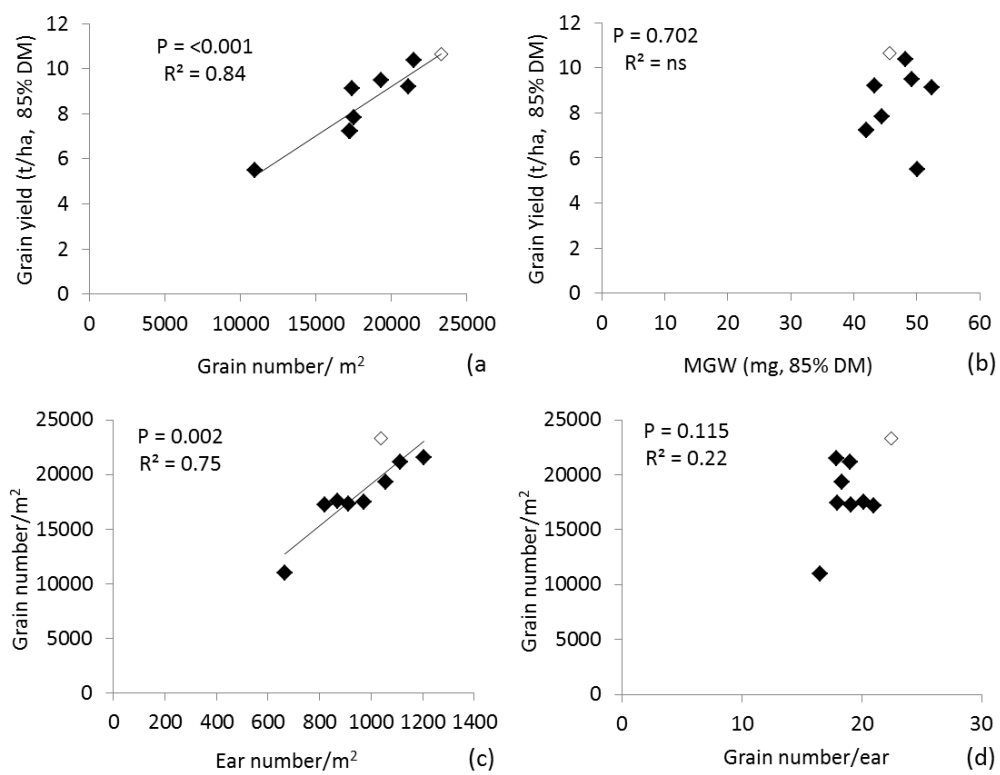 P = <0.001
R² = 0.84
Grain yield (t/ha, 85% DM)
12
10
8
6
4
2
0
0 5000 10000 15000 20000 25000
Grain number/ m²
(a)
P = 0.702
R² = ns
Grain Yield (t/ha, 85% DM)
12
10
8
6
4
2
0
0 10 20 30 40 50 60
MGW (mg, 85% DM)
(b)
P = 0.002
R² = 0.75
Grain number/m²
25000
20000
15000
10000
5000
0
0 200 400 600 800 1000 1200 1400
Ear number/m²
(c)
P = 0.115
R² = 0.22
Grain number/m²
25000
20000
15000
10000
5000
0
0 10 20 30
Grain number/ear
(d)